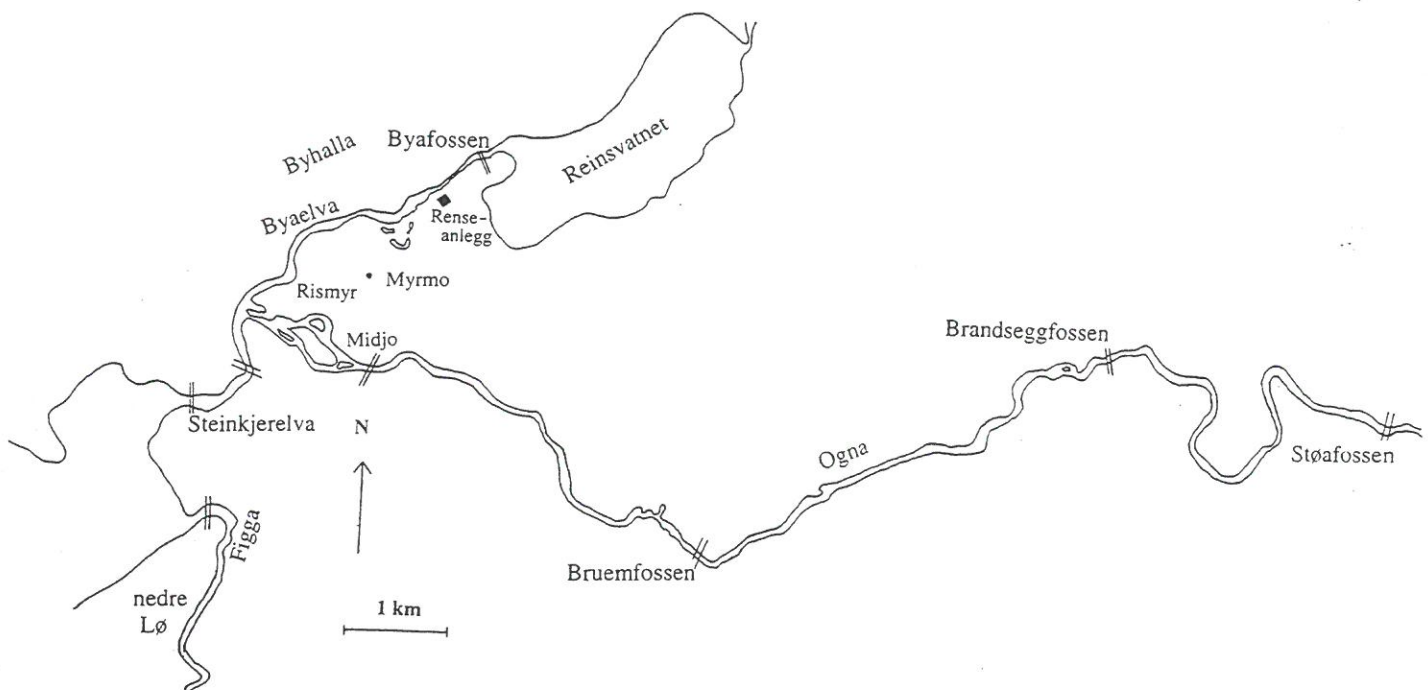 Byhalla
Byafossen
Reinsvatnet
Byaelva
Rense-
anlegg
Myrmo
Rismyr
Midjo
Brandseggfossen
Steinkjerelva
N
Ogna
Støafossen
Figga
Bruemfossen
nedre
Lø
1 km